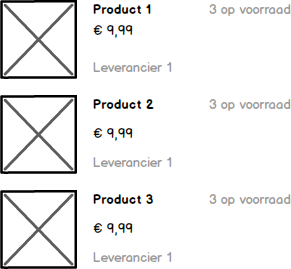 Product 1 3 op voorraad
€ 9,99
Leverancier 1
Product 2 3 op voorraad
€ 9,99
Leverancier 1
Product 3 3 op voorraad
€ 9,99
Leverancier 1